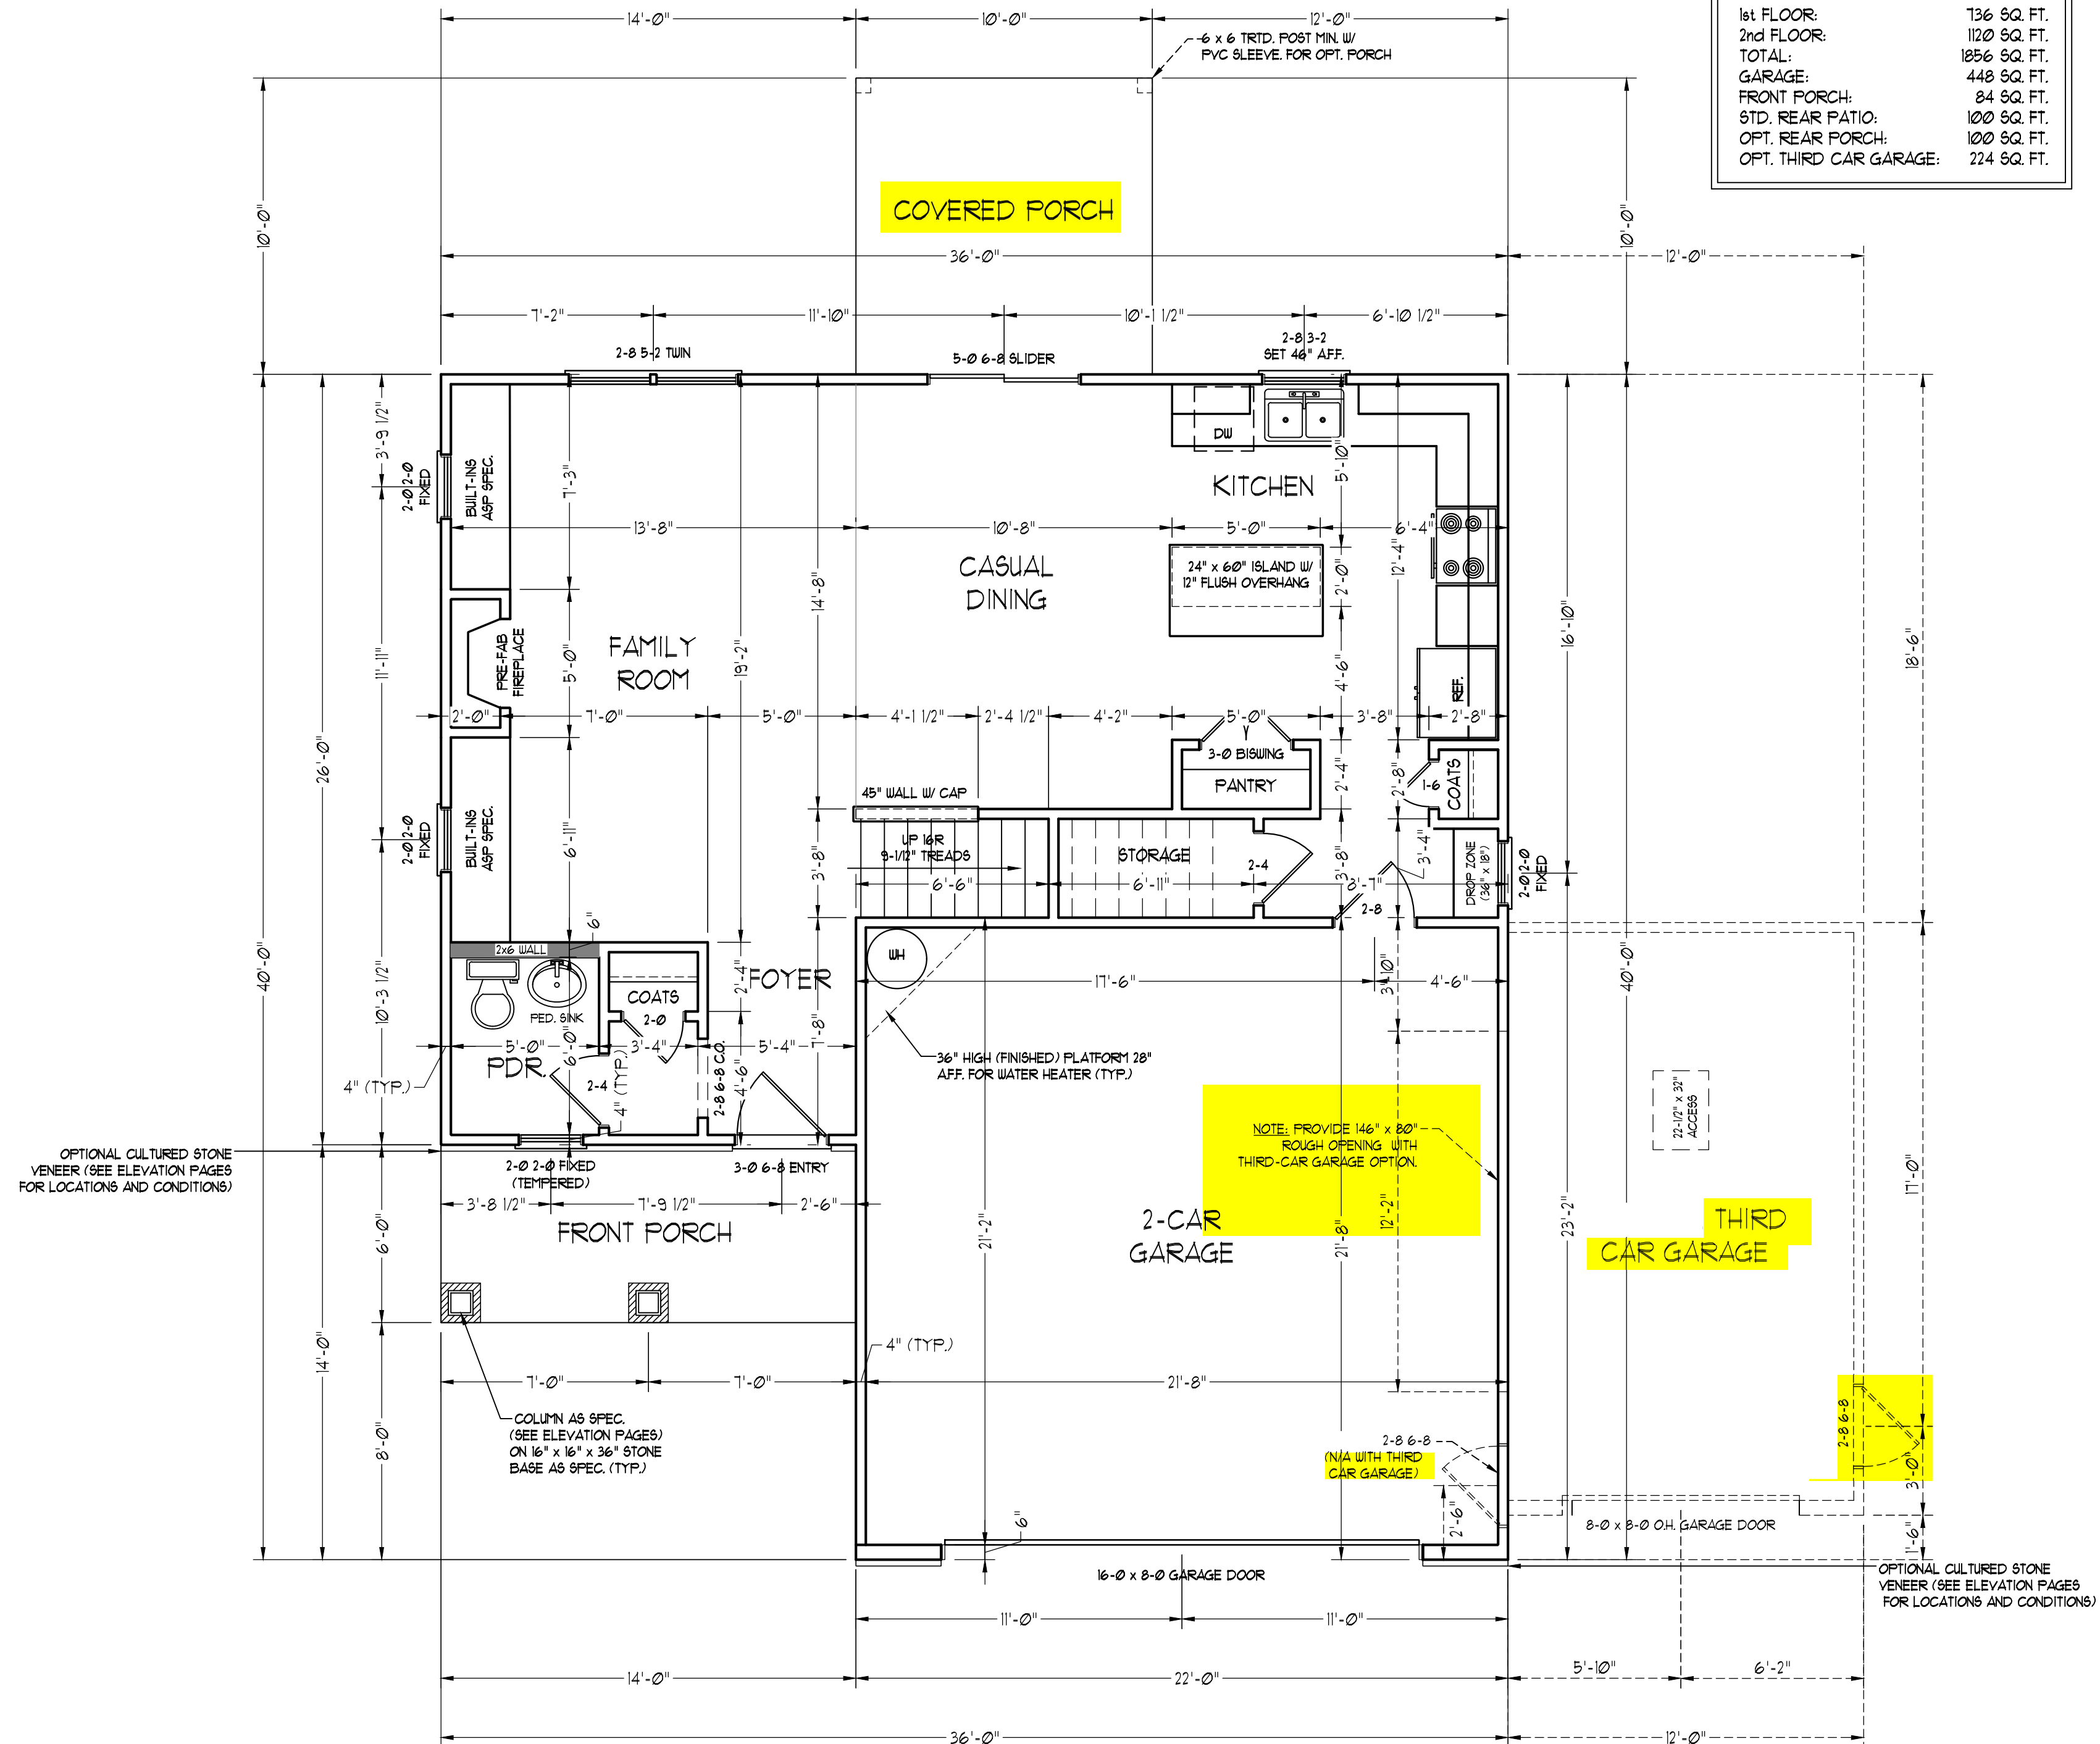 14'-0"
10'-0"
12'-0"
1st FLOOR: 736 SQ. FT.
2nd FLOOR: 1120 SQ. FT.
TOTAL: 1856 SQ. FT.
GARAGE: 448 SQ. FT.
FRONT PORCH: 84 SQ. FT.
STD. REAR PATIO: 100 SQ. FT.
OPT. REAR PORCH: 100 SQ. FT.
OPT. THIRD CAR GARAGE: 224 SQ. FT.
6 x 6 TRTD. POST MIN. W/
PVC SLEEVE. FOR OPT. PORCH
10'-0"
COVERED PORCH
10'-0"
36'-0"
12'-0"
7'-2"
11'-10"
10'-1 1/2"
6'-10 1/2"
2-8 5-2 TWIN
5-0 6-8 SLIDER
2-8 3-2
SET 46" A.F.F.
3'-9 1/2"
2-0 2-0
FIXED
BUILT-INS
ASP SPEC.
7'-3"
DW
5'-10"
KITCHEN
13'-8"
10'-8"
5'-0"
6'-4"
12'-4"
CASUAL
DINING
24" x 60" ISLAND W/
12" FLUSH OVERHANG
2'-0"
14'-8"
16'-10"
18'-6"
11'-11"
PRE-FAB
FIREPLACE
5'-0"
FAMILY
ROOM
19'-2"
4'-6"
REF.
2'-0"
7'-0"
5'-0"
4'-1 1/2"
2'-4 1/2"
4'-2"
5'-0"
3'-8"
2'-8"
26'-0"
3-0 BISWING
PANTRY
2'-4"
2'-8"
1-6
COATS
45" WALL W/ CAP
2-0 2-0
FIXED
BUILT-INS
ASP SPEC.
6'-11"
3'-8"
UP 16R
9-1/12" TREADS
STORAGE
2-4
3'-8"
3'-4"
DROP ZONE
(36" x 18")
2-0 2-0
FIXED
6'-6"
6'-11"
8'-7"
2-8
40'-0"
2x6 WALL
6"
WH
FOYER
2'-4"
17'-6"
3'-10"
4'-6"
40'-0"
10'-3 1/2"
COATS
2-0
PED. SINK
5'-0"
6'-0"
3'-4"
5'-4"
7'-8"
PDR.
2-4
4" (TYP.)
2-8 6-8 C.O.
4'-6"
4" (TYP.)
36" HIGH (FINISHED) PLATFORM 28"
A.F.F. FOR WATER HEATER (TYP.)
22-1/2" x 32"
ACCESS
NOTE: PROVIDE 146" x 80"
ROUGH OPENING WITH
THIRD-CAR GARAGE OPTION.
OPTIONAL CULTURED STONE
VENEER (SEE ELEVATION PAGES
FOR LOCATIONS AND CONDITIONS)
2-0 2-0 FIXED
(TEMPERED)
3-0 6-8 ENTRY
17'-0"
3'-8 1/2"
7'-9 1/2"
2'-6"
FRONT PORCH
6'-0"
21'-2"
2-CAR
GARAGE
21'-8"
12'-2"
23'-2"
THIRD
CAR GARAGE
14'-0"
4" (TYP.)
7'-0"
7'-0"
21'-8"
8'-0"
COLUMN AS SPEC.
(SEE ELEVATION PAGES)
ON 16" x 16" x 36" STONE
BASE AS SPEC. (TYP.)
2-8 6-8
(N/A WITH THIRD
CAR GARAGE)
2-8 6-8
3'-0"
6"
2'-6"
8-0 x 8-0 O.H. GARAGE DOOR
1'-6"
16-0 x 8-0 GARAGE DOOR
OPTIONAL CULTURED STONE
VENEER (SEE ELEVATION PAGES
FOR LOCATIONS AND CONDITIONS)
11'-0"
11'-0"
14'-0"
22'-0"
5'-10"
6'-2"
36'-0"
12'-0"